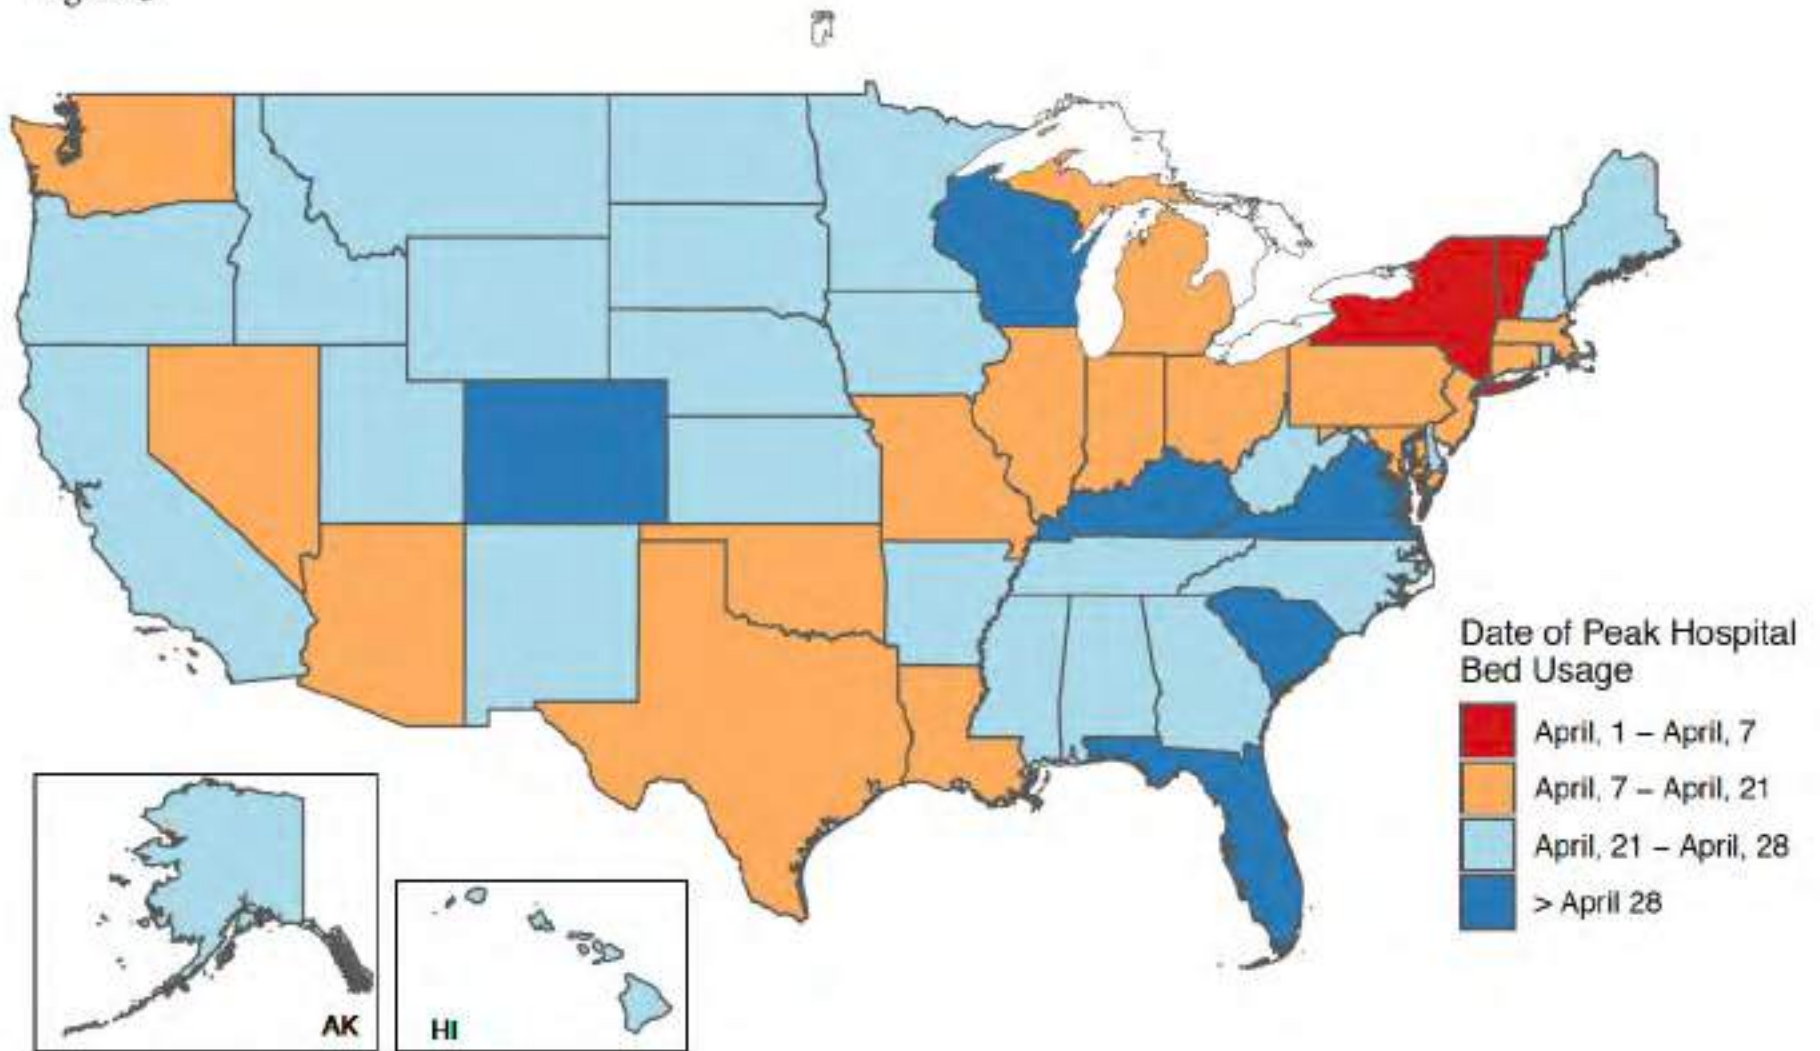 Date of Peak Hospital
Bed Usage
April, 1 – April, 7
April, 7 – April, 21
April, 21 – April, 28
> April 28
AK
HI